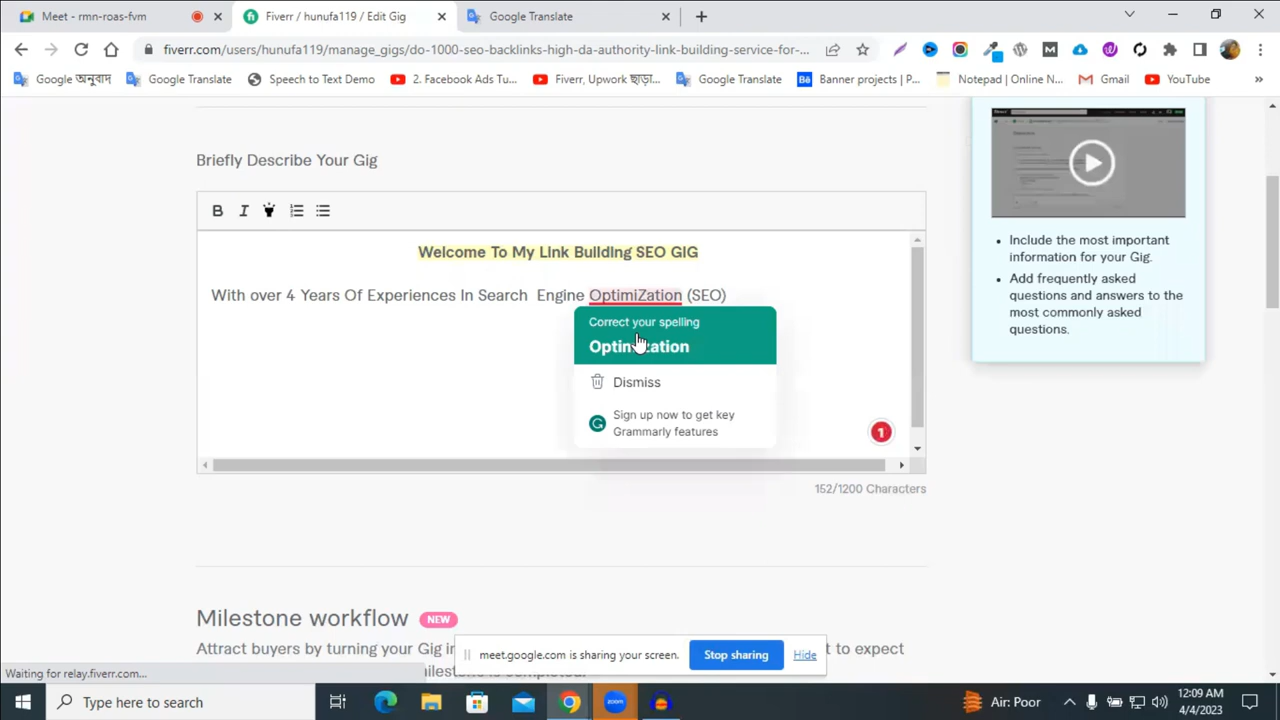 Meet - rmn-roas-fvm
Fiverr / hunufa119 / Edit Gig
Google Translate
fiverr.com/users/hunufa119/manage_gigs/do-1000-seo-backlinks-high-da-authority-link-building-service-for-...
Google অনুবাদ
Google Translate
Speech to Text Demo
2. Facebook Ads Tu...
Fiverr, Upwork ছাড়া...
Google Translate
Banner projects | P...
Notepad | Online N...
Gmail
YouTube
Briefly Describe Your Gig
B I
Welcome To My Link Building SEO GIG
With over 4 Years Of Experiences In Search Engine OptimiZation (SEO)
Correct your spelling
Optimization
Dismiss
Sign up now to get key
Grammarly features
1
152/1200 Characters
Include the most important
information for your Gig.
Add frequently asked
questions and answers to the
most commonly asked
questions.
Milestone workflow NEW
Attract buyers by turning your Gig in
t to expect
milestone is completed.
meet.google.com is sharing your screen.
Stop sharing
Hide
Waiting for relay.fiverr.com...
Type here to search
zoom
Air: Poor
12:09 AM
4/4/2023